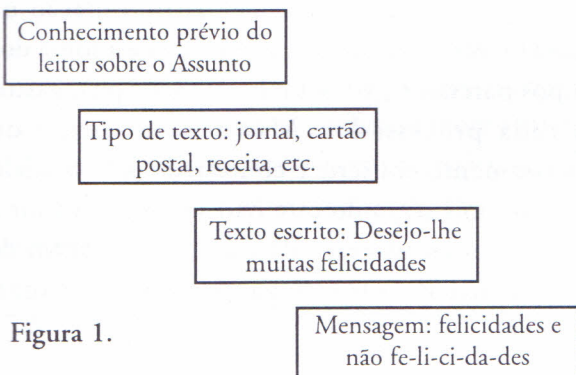 Conhecimento prévio do
leitor sobre o Assunto
Tipo de texto: jornal, cartão
postal, receita, etc.
Texto escrito: Desejo-lhe
muitas felicidades
Figura 1.
Mensagem: felicidades e
não fe-li-ci-da-des